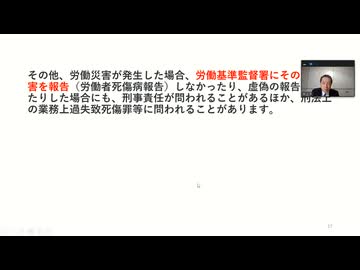 その他、労働災害が発生した場合、労働基準監督署にその
害を報告（労働者死傷病報告）しなかったり、虚偽の報告
たりした場合にも、刑事責任が問われることがあるほか、刑法上
の業務上過失致死傷罪等に問われることがあります。